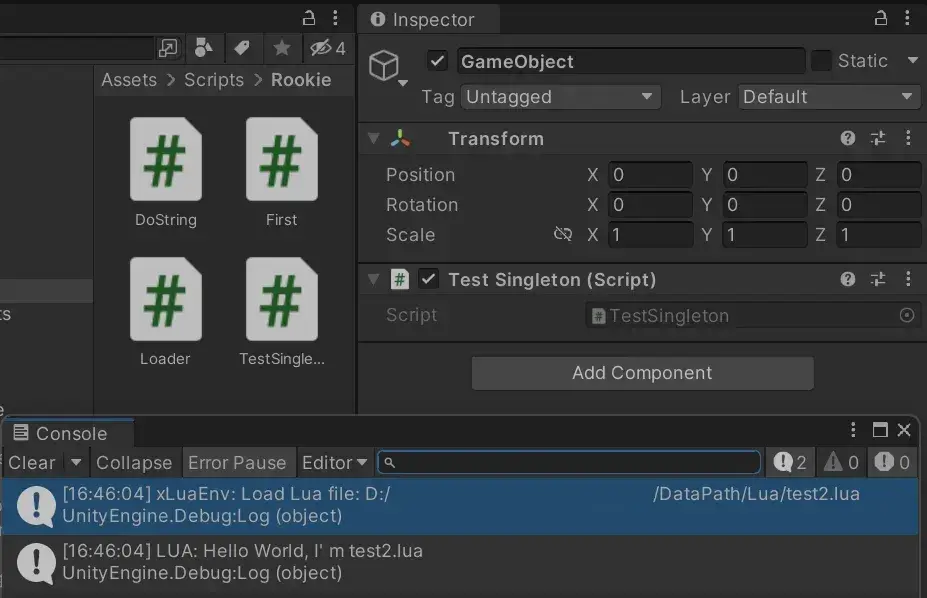 4
Assets > Scripts > Rookie
DoString
First
Loader
TestSingle...
Inspector
GameObject
Static
Tag Untagged
Layer Default
Transform
Position X 0 Y 0 Z 0
Rotation X 0 Y 0 Z 0
Scale X 1 Y 1 Z 1
# Test Singleton (Script)
Script TestSingleton
Add Component
Console
Clear Collapse Error Pause Editor 2 0 0
[16:46:04] xLuaEnv: Load Lua file: D:/ /DataPath/Lua/test2.lua
UnityEngine.Debug:Log (object)
[16:46:04] LUA: Hello World, I' m test2.lua
UnityEngine.Debug:Log (object)